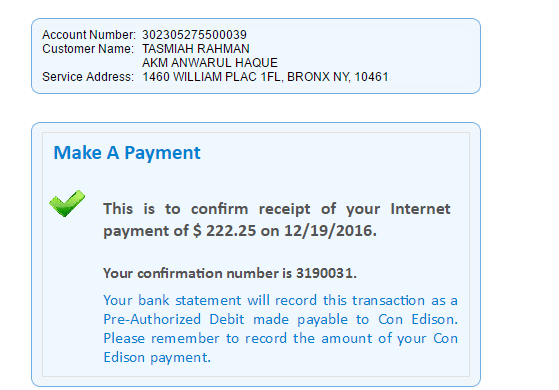 Account Number: 302305275500039
Customer Name: TASMIAH RAHMAN
AKM ANWARUL HAQUE
Service Address: 1460 WILLIAM PLAC 1FL, BRONX NY, 10461
Make A Payment
This is to confirm receipt of your Internet
payment of $ 222.25 on 12/19/2016.
Your confirmation number is 3190031.
Your bank statement will record this transaction as a
Pre-Authorized Debit made payable to Con Edison.
Please remember to record the amount of your Con
Edison payment.